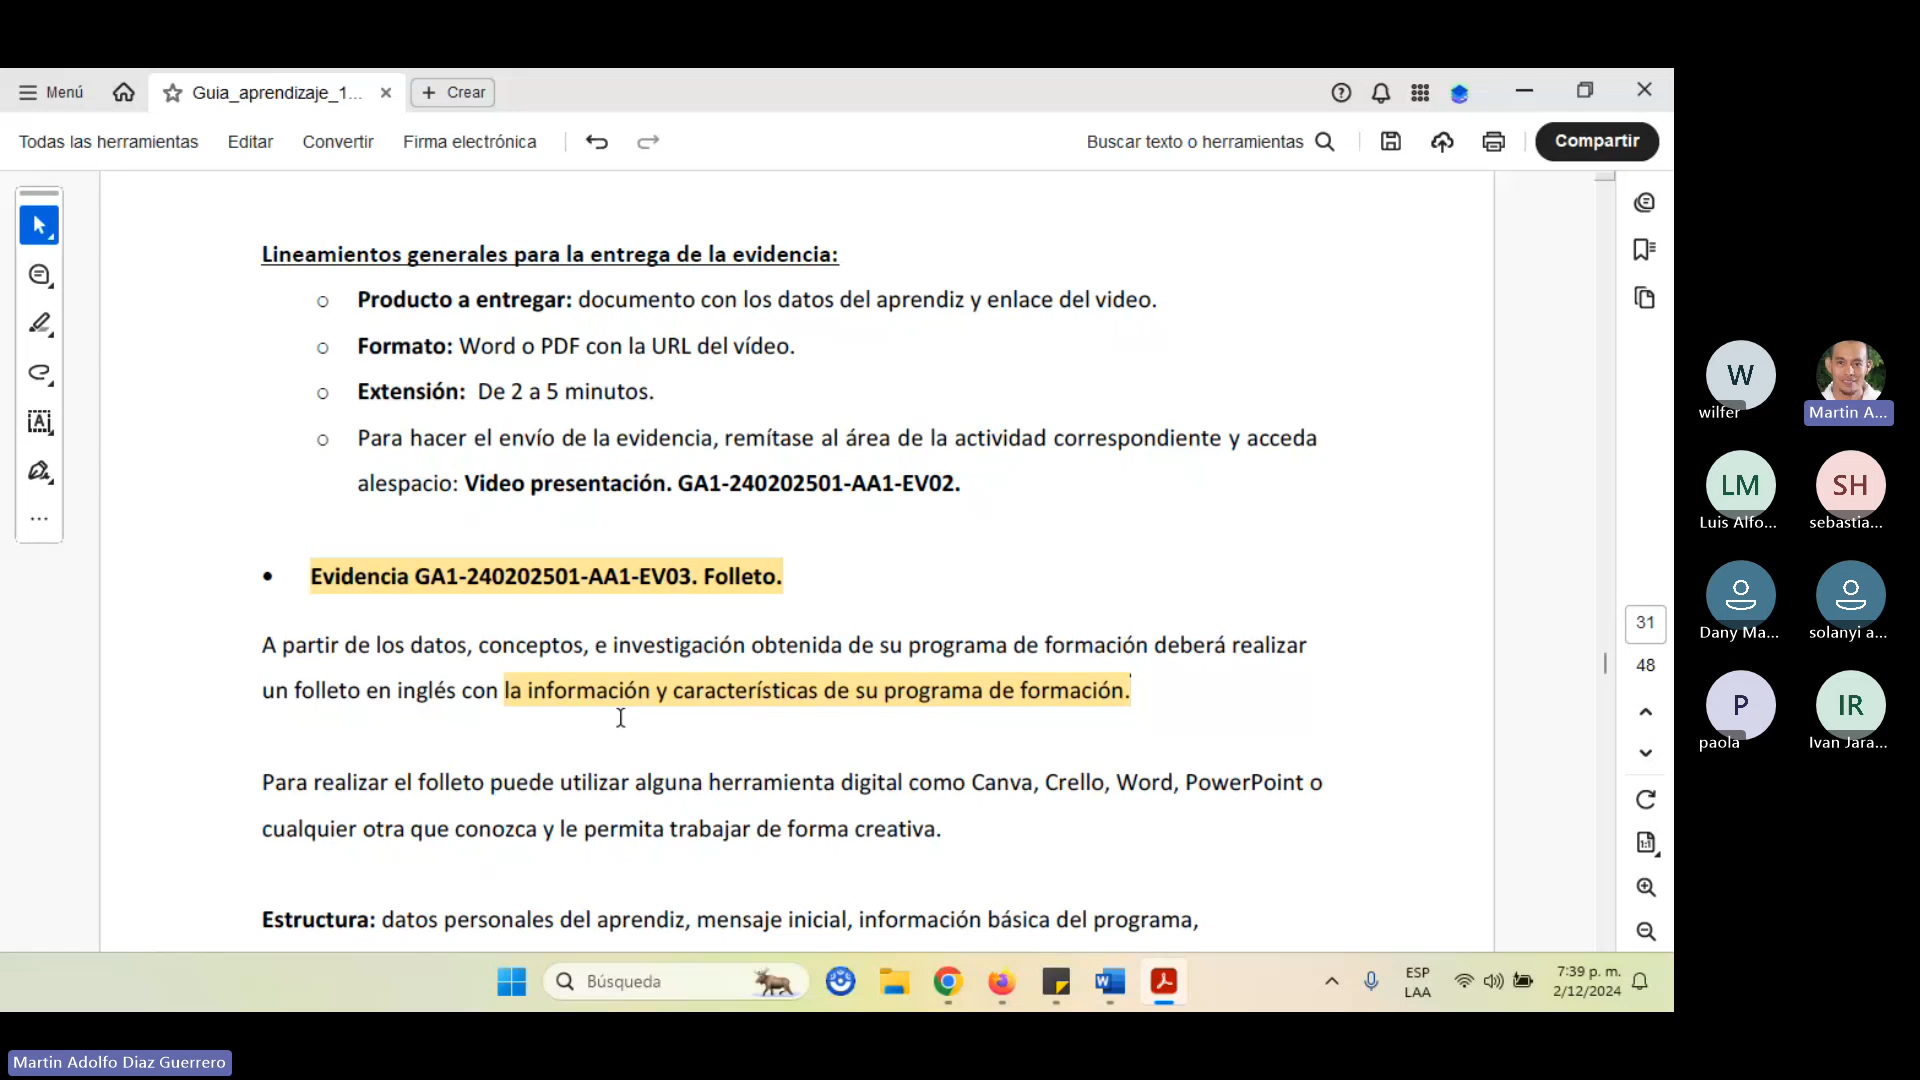 Menú
Guia_aprendizaje_1...
Crear
Todas las herramientas
Editar
Convertir
Firma electrónica
Buscar texto o herramientas
Compartir
Lineamientos generales para la entrega de la evidencia:
o Producto a entregar: documento con los datos del aprendiz y enlace del video.
o Formato: Word o PDF con la URL del vídeo.
o Extensión: De 2 a 5 minutos.
o Para hacer el envío de la evidencia, remítase al área de la actividad correspondiente y acceda
alespacio: Video presentación. GA1-240202501-AA1-EV02.
• Evidencia GA1-240202501-AA1-EV03. Folleto.
A partir de los datos, conceptos, e investigación obtenida de su programa de formación deberá realizar
un folleto en inglés con la información y características de su programa de formación.
Para realizar el folleto puede utilizar alguna herramienta digital como Canva, Crello, Word, PowerPoint o
cualquier otra que conozca y le permita trabajar de forma creativa.
Estructura: datos personales del aprendiz, mensaje inicial, información básica del programa,
31
48
1:1
W
wilfer
Martin A...
LM
Luis Alfo...
SH
sebastia...
Dany Ma...
solanyi a...
P
paola
IR
Ivan Jara...
Búsqueda
ESP
LAA
7:39 p. m.
2/12/2024
Martin Adolfo Diaz Guerrero